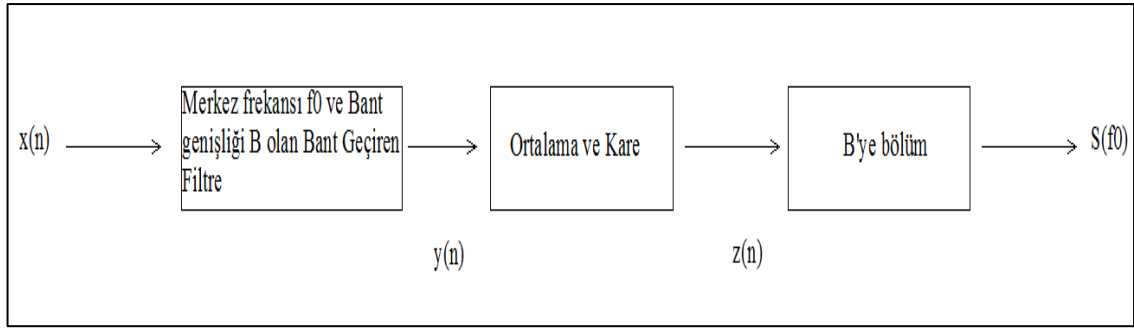 x(n)
Merkez frekansı f0 ve Bant
genişliği B olan Bant Geçiren
Filtre
y(n)
Ortalama ve Kare
z(n)
B'ye bölüm
S(f0)